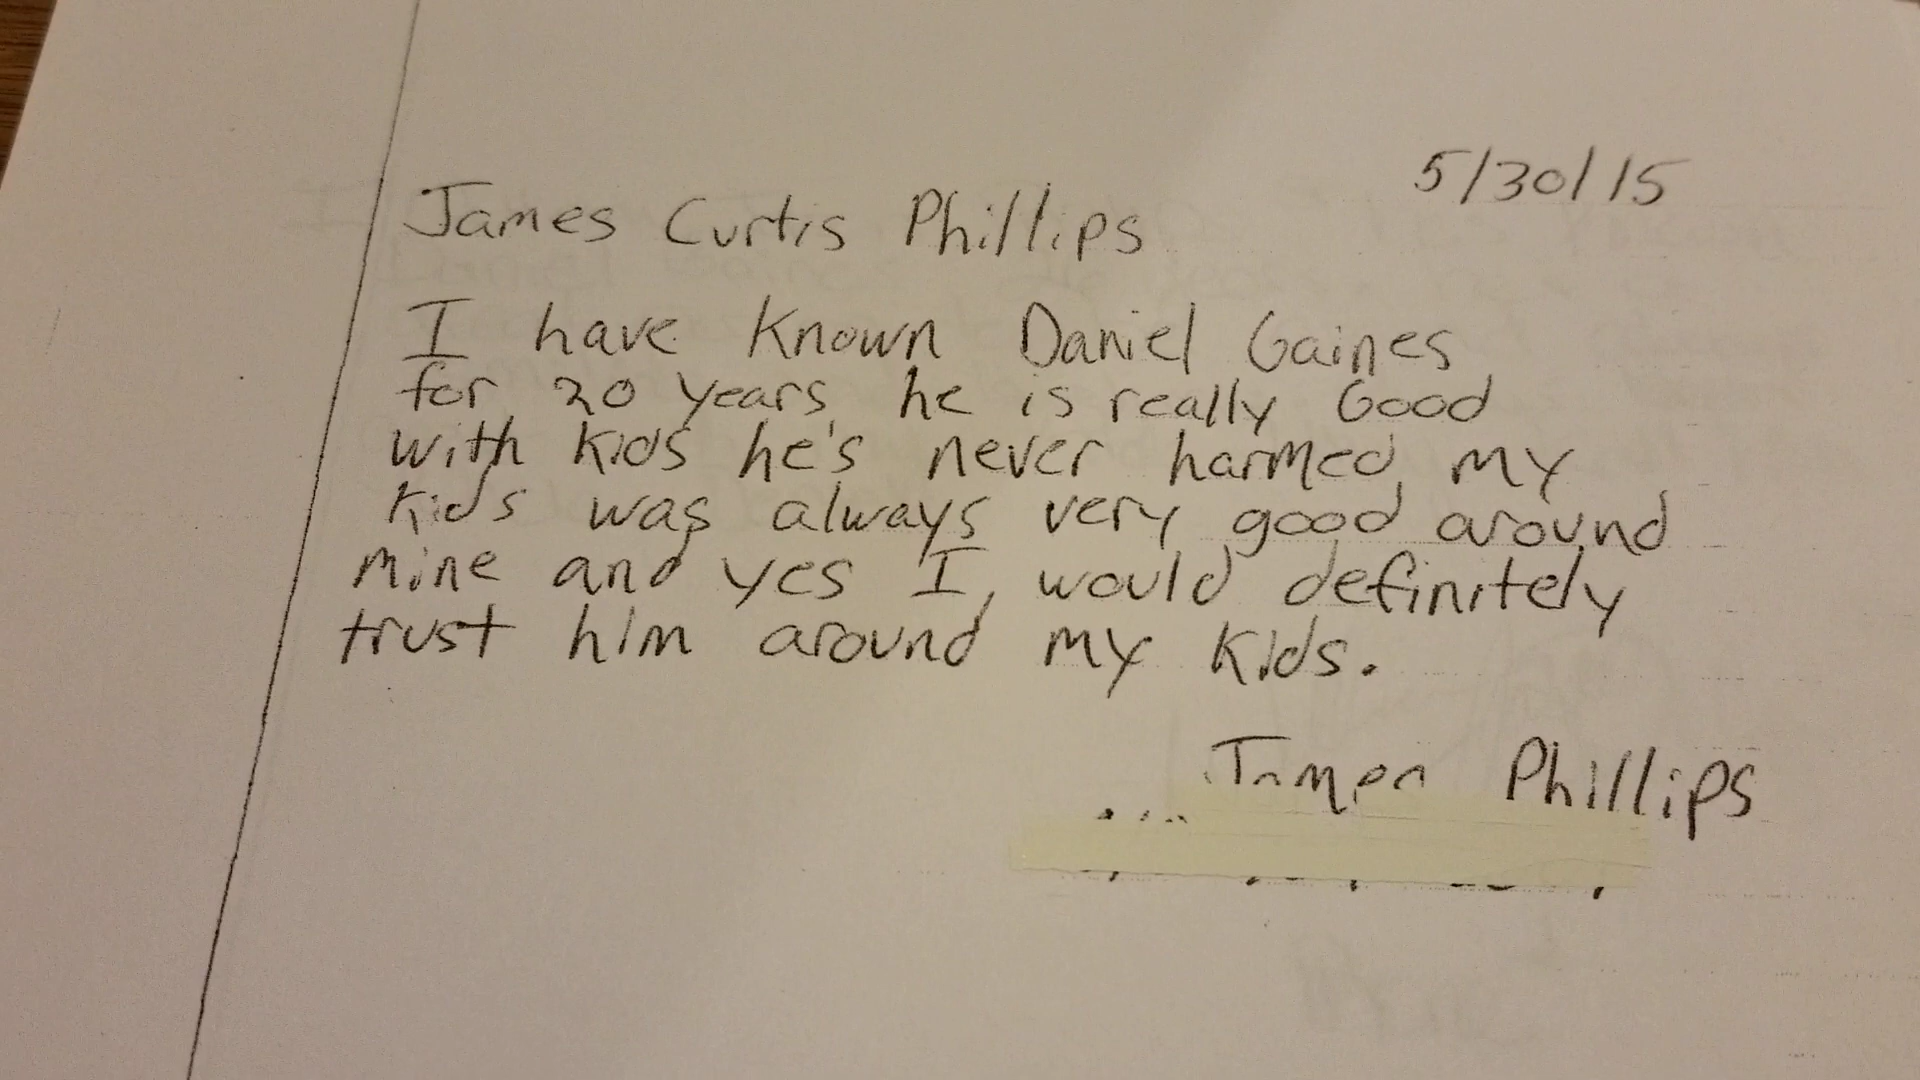 5/30/15
James Curtis Phillips
I have Known Daniel Gaines
for 20 years he is really Good
with kids he's never harmed my
kids was always very good around
mine and yes I would definitely
trust him around my kids.
James Phillips